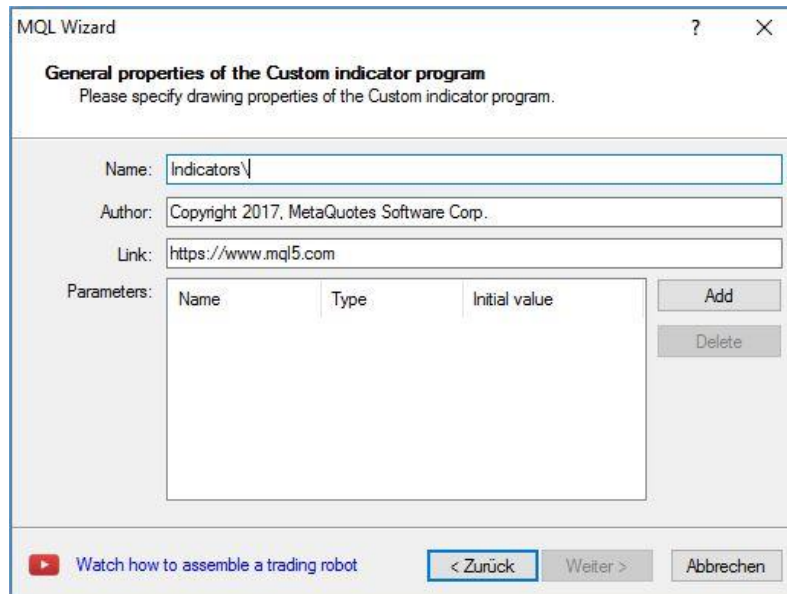 MQL Wizard ?
General properties of the Custom indicator program
Please specify drawing properties of the Custom indicator program.
Name: Indicators\
Author: Copyright 2017, MetaQuotes Software Corp.
Link: https://www.mql5.com
Parameters: Name Type Initial value Add
Delete
Watch how to assemble a trading robot < Zurück Weiter > Abbrechen